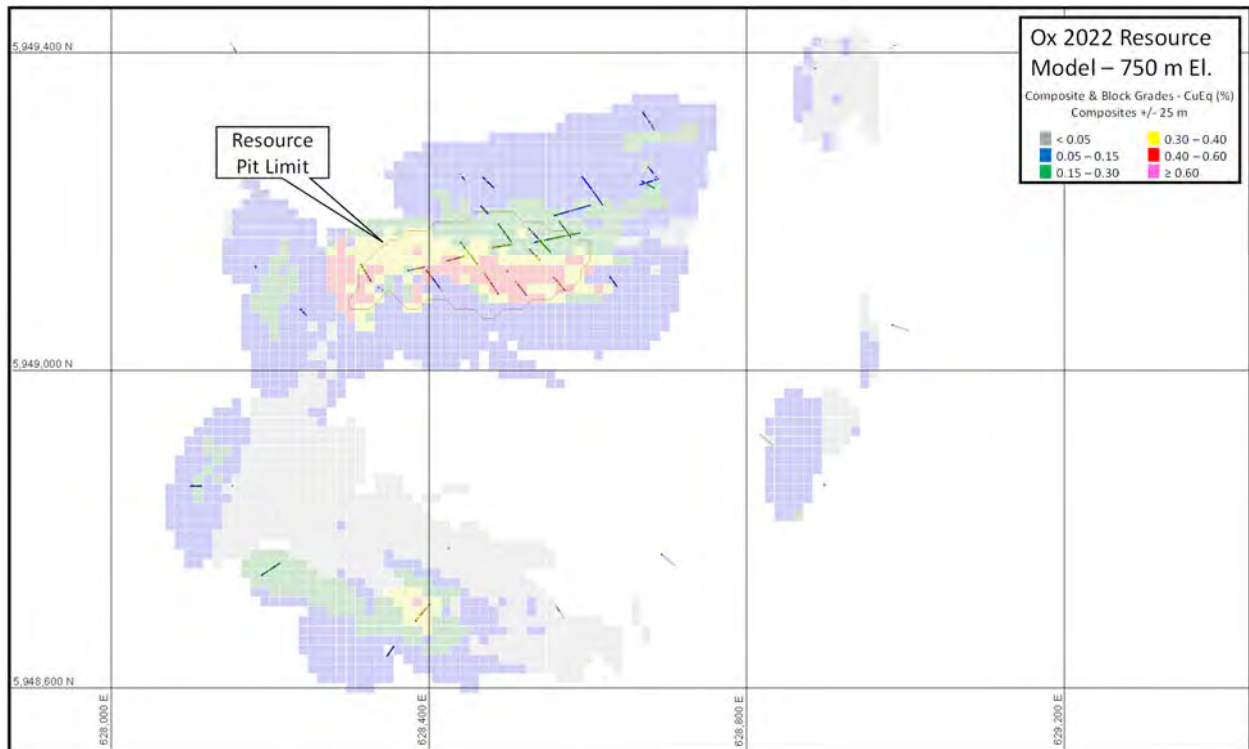 Ox 2022 Resource
Model – 750 m El.
Composite & Block Grades - CuEq (%)
Composites +/- 25 m
< 0.05
0.30 – 0.40
0.05 – 0.15
0.40 – 0.60
0.15 – 0.30
≥ 0.60
5,949,400 N
Resource
Pit Limit
5,949,000 N
5,948,600 N
628,000 E
628,400 E
628,800 E
629,200 E